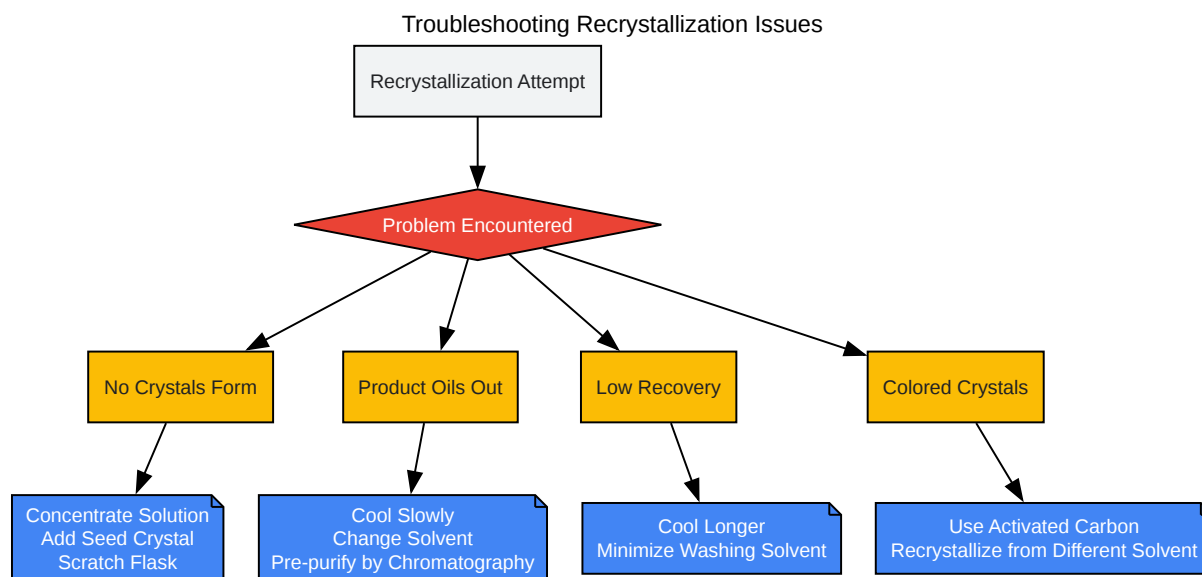 Troubleshooting Recrystallization Issues
Recrystallization Attempt
Problem Encountered
No Crystals Form
Product Oils Out
Low Recovery
Colored Crystals
Concentrate Solution
Add Seed Crystal
Scratch Flask
Cool Slowly
Change Solvent
Pre-purify by Chromatography
Cool Longer
Minimize Washing Solvent
Use Activated Carbon
Recrystallize from Different Solvent